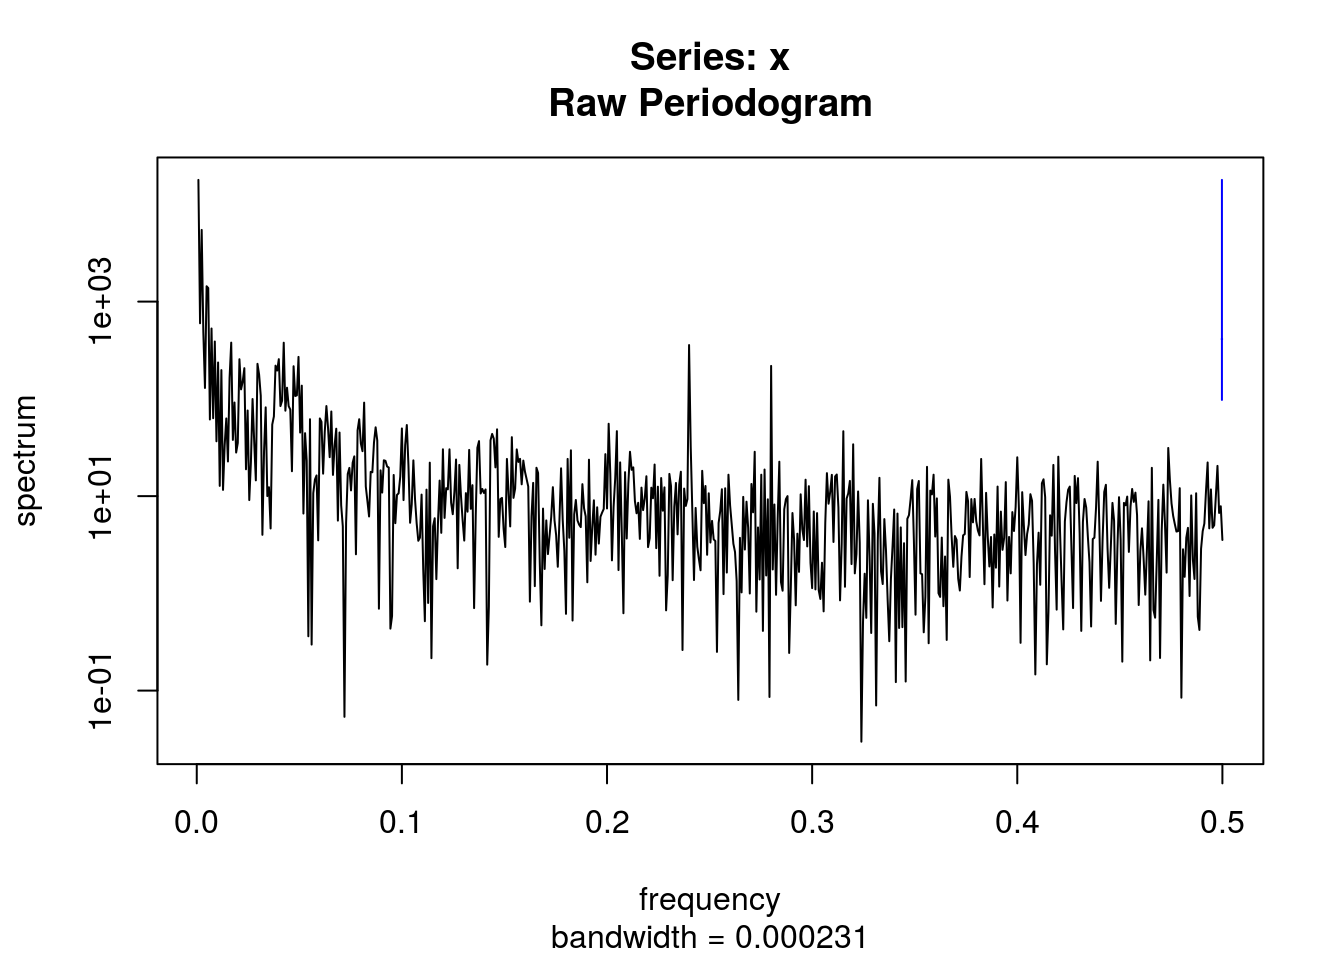 Series: x
Raw Periodogram
spectrum
1e+03
1e+01
1e-01
0.0 0.1 0.2 0.3 0.4 0.5
frequency
bandwidth = 0.000231